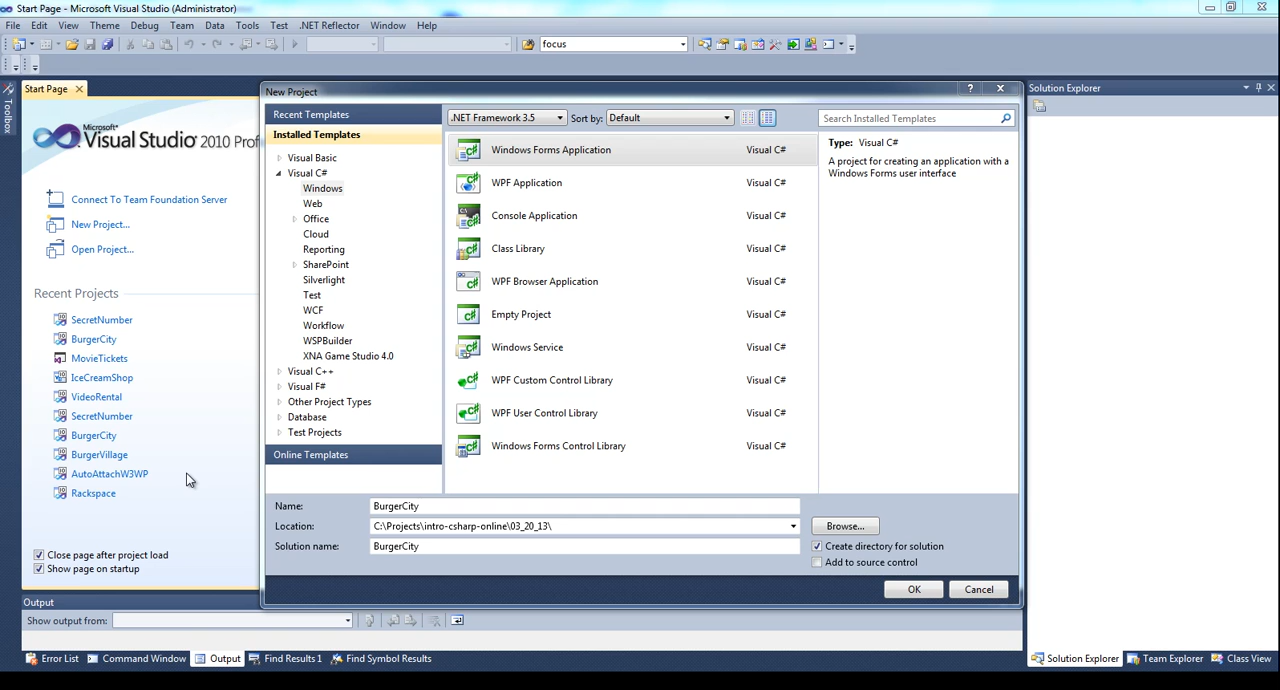 Start Page - Microsoft Visual Studio (Administrator)
File Edit View Theme Debug Team Data Tools Test .NET Reflector Window Help
focus
Start Page
Toolbox
Microsoft
Visual Studio 2010 Prof
Connect To Team Foundation Server
New Project...
Open Project...
Recent Projects
SecretNumber
BurgerCity
MovieTickets
IceCreamShop
VideoRental
SecretNumber
BurgerCity
BurgerVillage
AutoAttachW3WP
Rackspace
Close page after project load
Show page on startup
New Project
Recent Templates
Installed Templates
Visual Basic
Visual C#
Windows
Web
Office
Cloud
Reporting
SharePoint
Silverlight
Test
WCF
Workflow
WSPBuilder
XNA Game Studio 4.0
Visual C++
Visual F#
Other Project Types
Database
Test Projects
Online Templates
.NET Framework 3.5 Sort by: Default
Windows Forms Application Visual C#
WPF Application Visual C#
Console Application Visual C#
Class Library Visual C#
WPF Browser Application Visual C#
Empty Project Visual C#
Windows Service Visual C#
WPF Custom Control Library Visual C#
WPF User Control Library Visual C#
Windows Forms Control Library Visual C#
Search Installed Templates
Type: Visual C#
A project for creating an application with a
Windows Forms user interface
Name: BurgerCity
Location: C:\Projects\intro-csharp-online\03_20_13\
Browse...
Solution name: BurgerCity
Create directory for solution
Add to source control
OK Cancel
Solution Explorer
Output
Show output from:
Error List Command Window Output Find Results 1 Find Symbol Results
Solution Explorer Team Explorer Class View